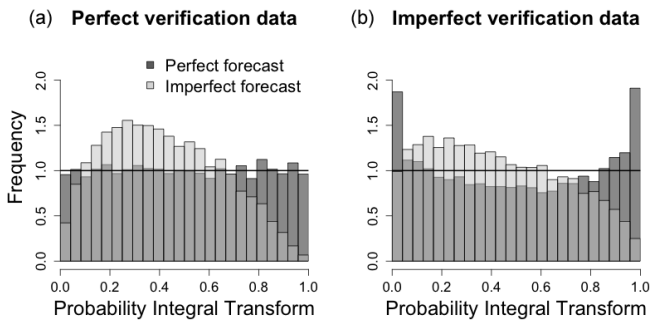 (a) Perfect verification data
(b) Imperfect verification data
Perfect forecast
Imperfect forecast
Frequency
2.0
1.5
1.0
0.5
0.0
0.0 0.2 0.4 0.6 0.8 1.0
Probability Integral Transform
2.0
1.5
1.0
0.5
0.0
0.0 0.2 0.4 0.6 0.8 1.0
Probability Integral Transform